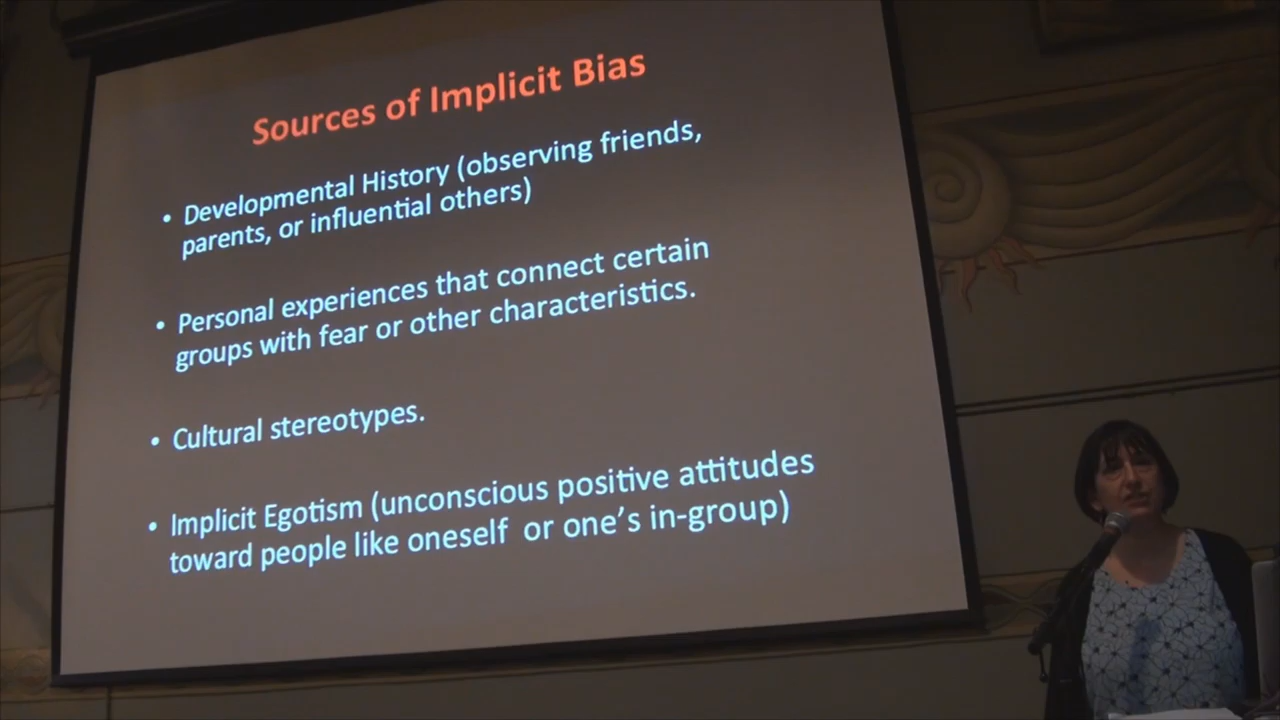 Sources of Implicit Bias
• Developmental History (observing friends,
parents, or influential others)
• Personal experiences that connect certain
groups with fear or other characteristics.
• Cultural stereotypes.
• Implicit Egotism (unconscious positive attitudes
toward people like oneself or one’s in-group)